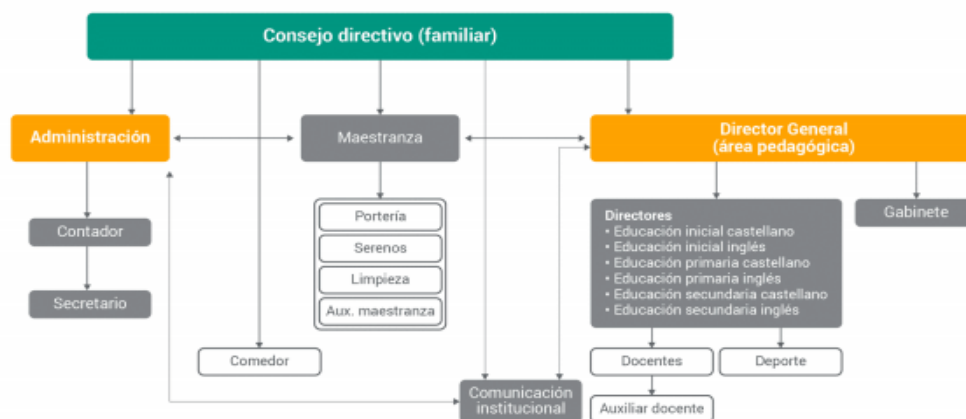 Consejo directivo (familiar)
Administración
Maestranza
Director General
(área pedagógica)
Contador
Secretario
Portería
Serenos
Limpieza
Aux. maestranza
Directores
• Educación inicial castellano
• Educación inicial inglés
• Educación primaria castellano
• Educación primaria inglés
• Educación secundaria castellano
• Educación secundaria inglés
Gabinete
Comedor
Comunicación
institucional
Docentes
Deporte
Auxiliar docente